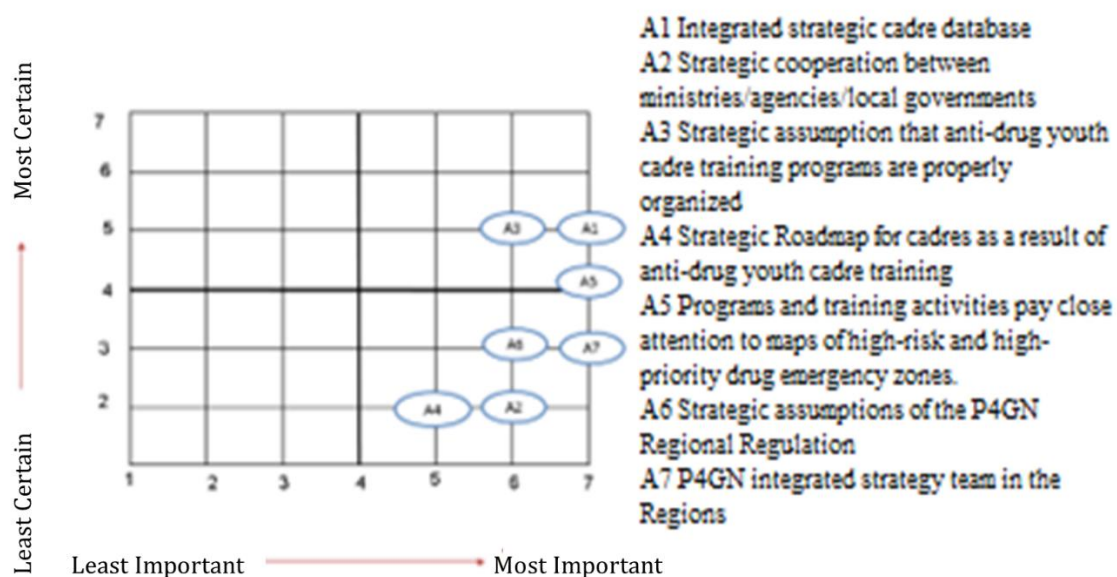 Most Certain
Least Certain
7
6
5
4
3
2
1 2 3 4 5 6 7
A3 A1
A5
A6 A7
A4 A2
Least Important Most Important
A1 Integrated strategic cadre database
A2 Strategic cooperation between
ministries/agencies/local governments
A3 Strategic assumption that anti-drug youth
cadre training programs are properly
organized
A4 Strategic Roadmap for cadres as a result of
anti-drug youth cadre training
A5 Programs and training activities pay close
attention to maps of high-risk and high-
priority drug emergency zones.
A6 Strategic assumptions of the P4GN
Regional Regulation
A7 P4GN integrated strategy team in the
Regions